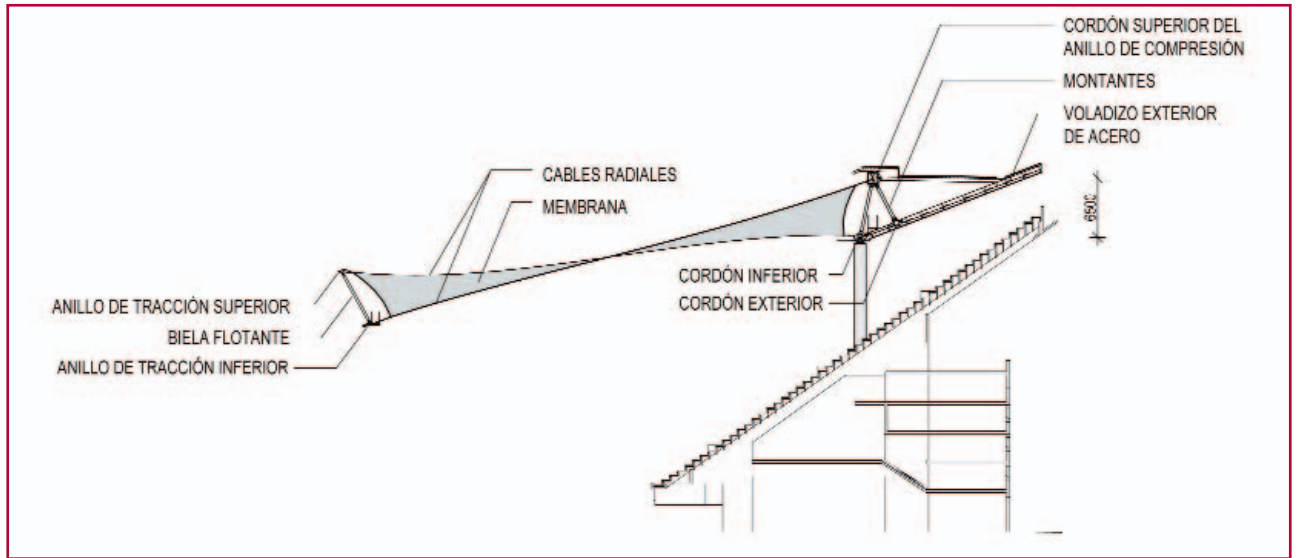 CORDÓN SUPERIOR DEL
ANILLO DE COMPRESIÓN
MONTANTES
VOLADIZO EXTERIOR
DE ACERO
CABLES RADIALES
MEMBRANA
6500
CORDÓN INFERIOR
CORDÓN EXTERIOR
ANILLO DE TRACCIÓN SUPERIOR
BIELA FLOTANTE
ANILLO DE TRACCIÓN INFERIOR